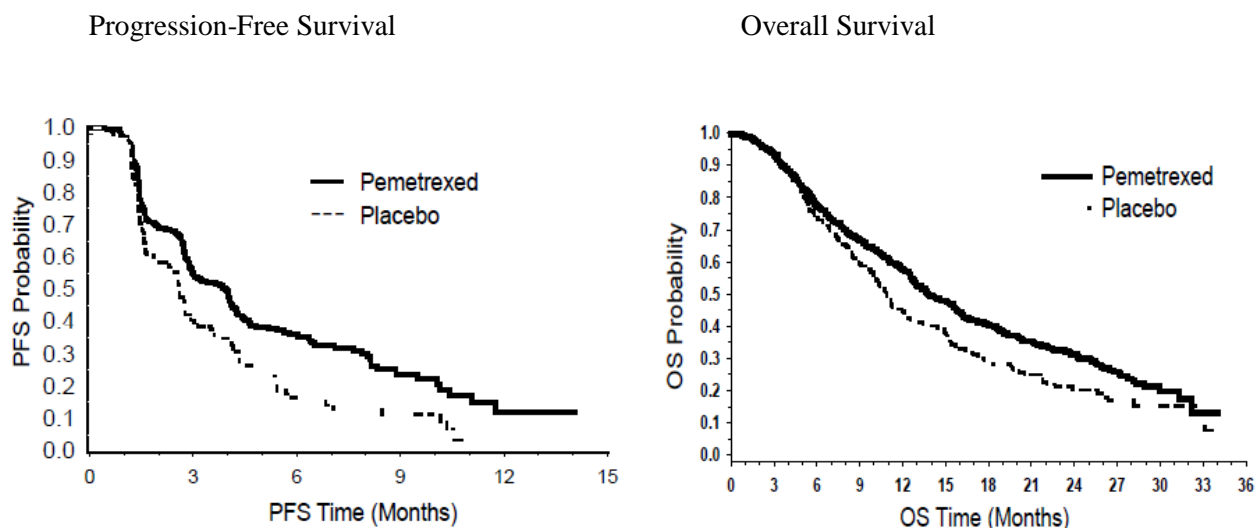 Progression-Free Survival
Overall Survival
PFS Probability
1.0
0.9
0.8
0.7
0.6
0.5
0.4
0.3
0.2
0.1
0.0
Pemetrexed
Placebo
0 3 6 9 12 15
PFS Time (Months)
OS Probability
1.0
0.9
0.8
0.7
0.6
0.5
0.4
0.3
0.2
0.1
0.0
Pemetrexed
Placebo
0 3 6 9 12 15 18 21 24 27 30 33 36
OS Time (Months)